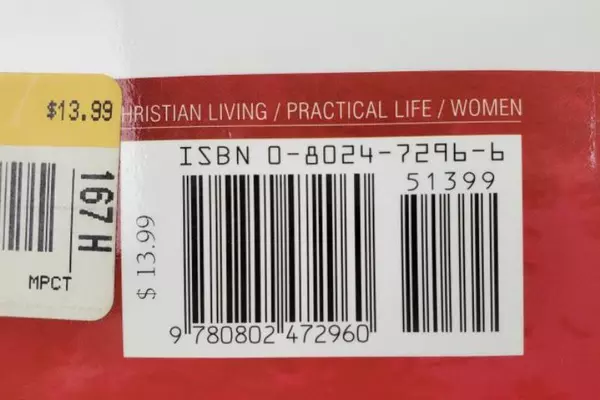 $13.99
HRISTIAN LIVING / PRACTICAL LIFE / WOMEN
ISBN 0-8024-7296-6
51399
167 H
MPCT
$ 13.99
9 780802 472960